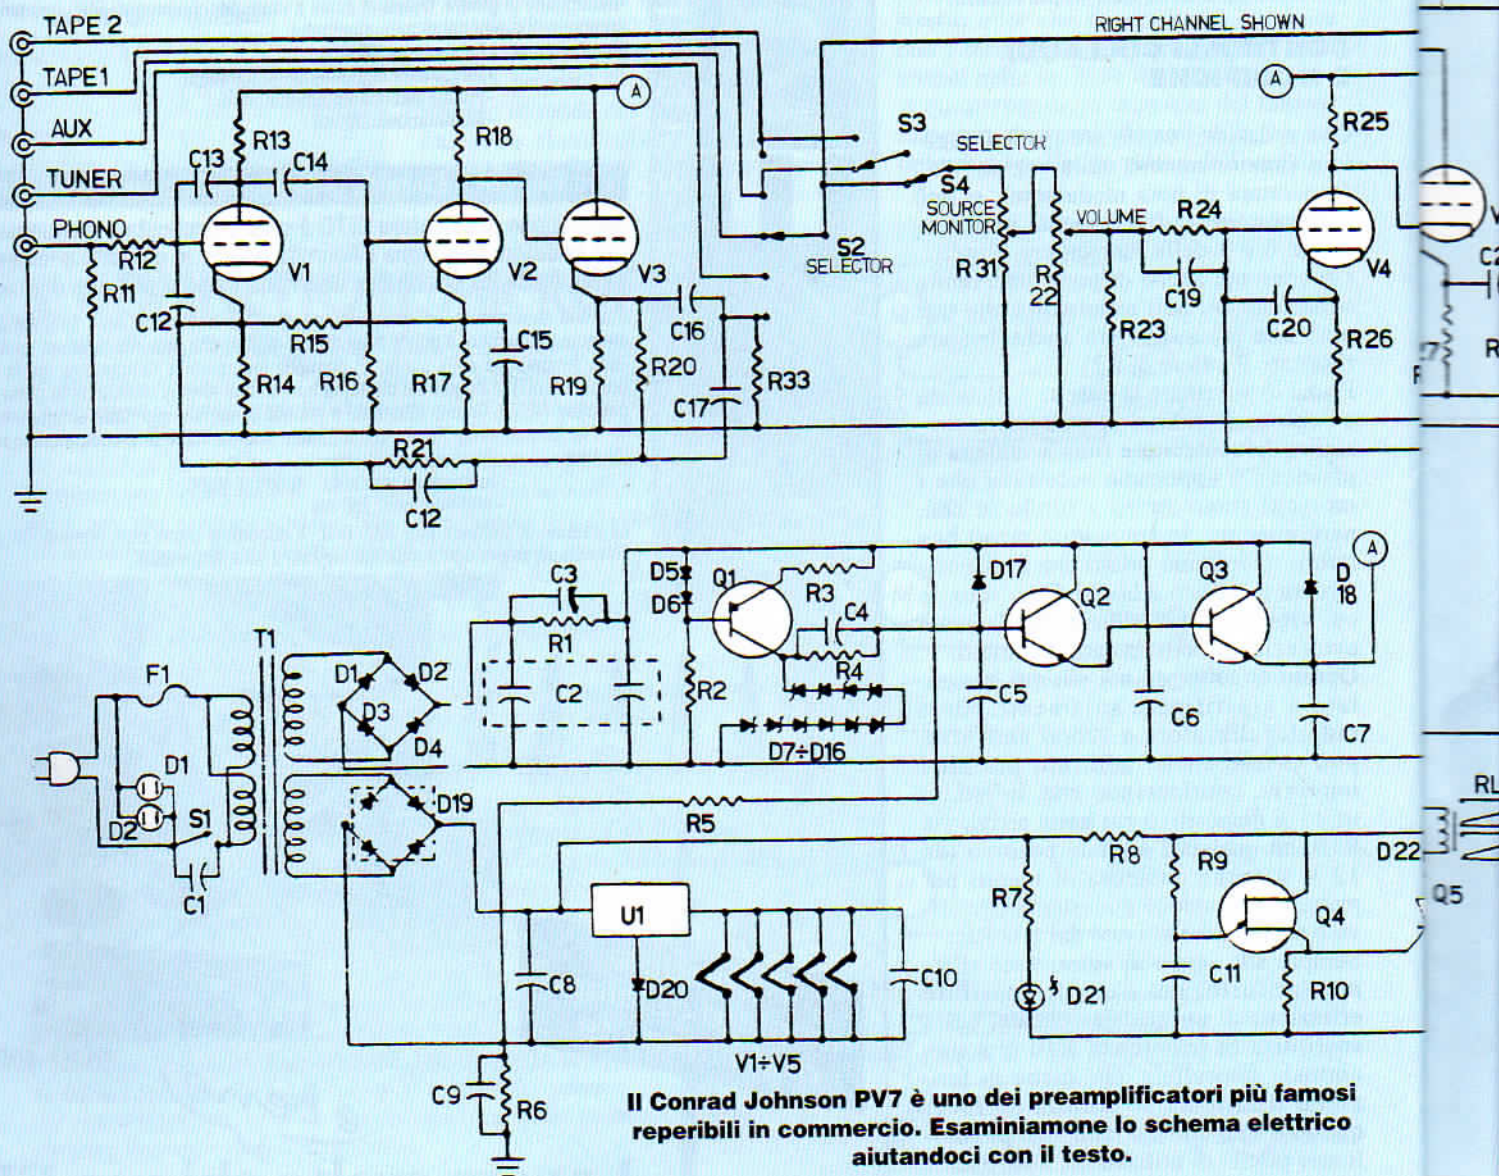 TAPE 2
RIGHT CHANNEL SHOWN
TAPE1
A
A
R25
AUX
R13
R18
S3
SELECTOR
C13
C14
TUNER
S4
SOURCE
MONITOR
VOLUME
R24
PHONO
R12
V1
V2
V3
S2
SELECTOR
R31
R
22
V4
C19
R11
C12
R15
C15
C16
R23
C20
R26
R14
R16
R17
R19
R20
C17
R33
R21
C12
C3
D5
D6
Q1
R3
D17
Q2
Q3
D
18
A
R1
C4
T1
F1
D1
D2
C2
R2
R4
C5
C6
C7
D3
D4
D7÷D16
D1
D2
S1
D19
R5
RL
C1
R8
R9
D22
U1
R7
Q4
Q5
C8
D20
C10
D21
C11
R10
V1÷V5
C9
R6
Il Conrad Johnson PV7 è uno dei preamplificatori più famosi
reperibili in commercio. Esaminiamone lo schema elettrico
aiutandoci con il testo.